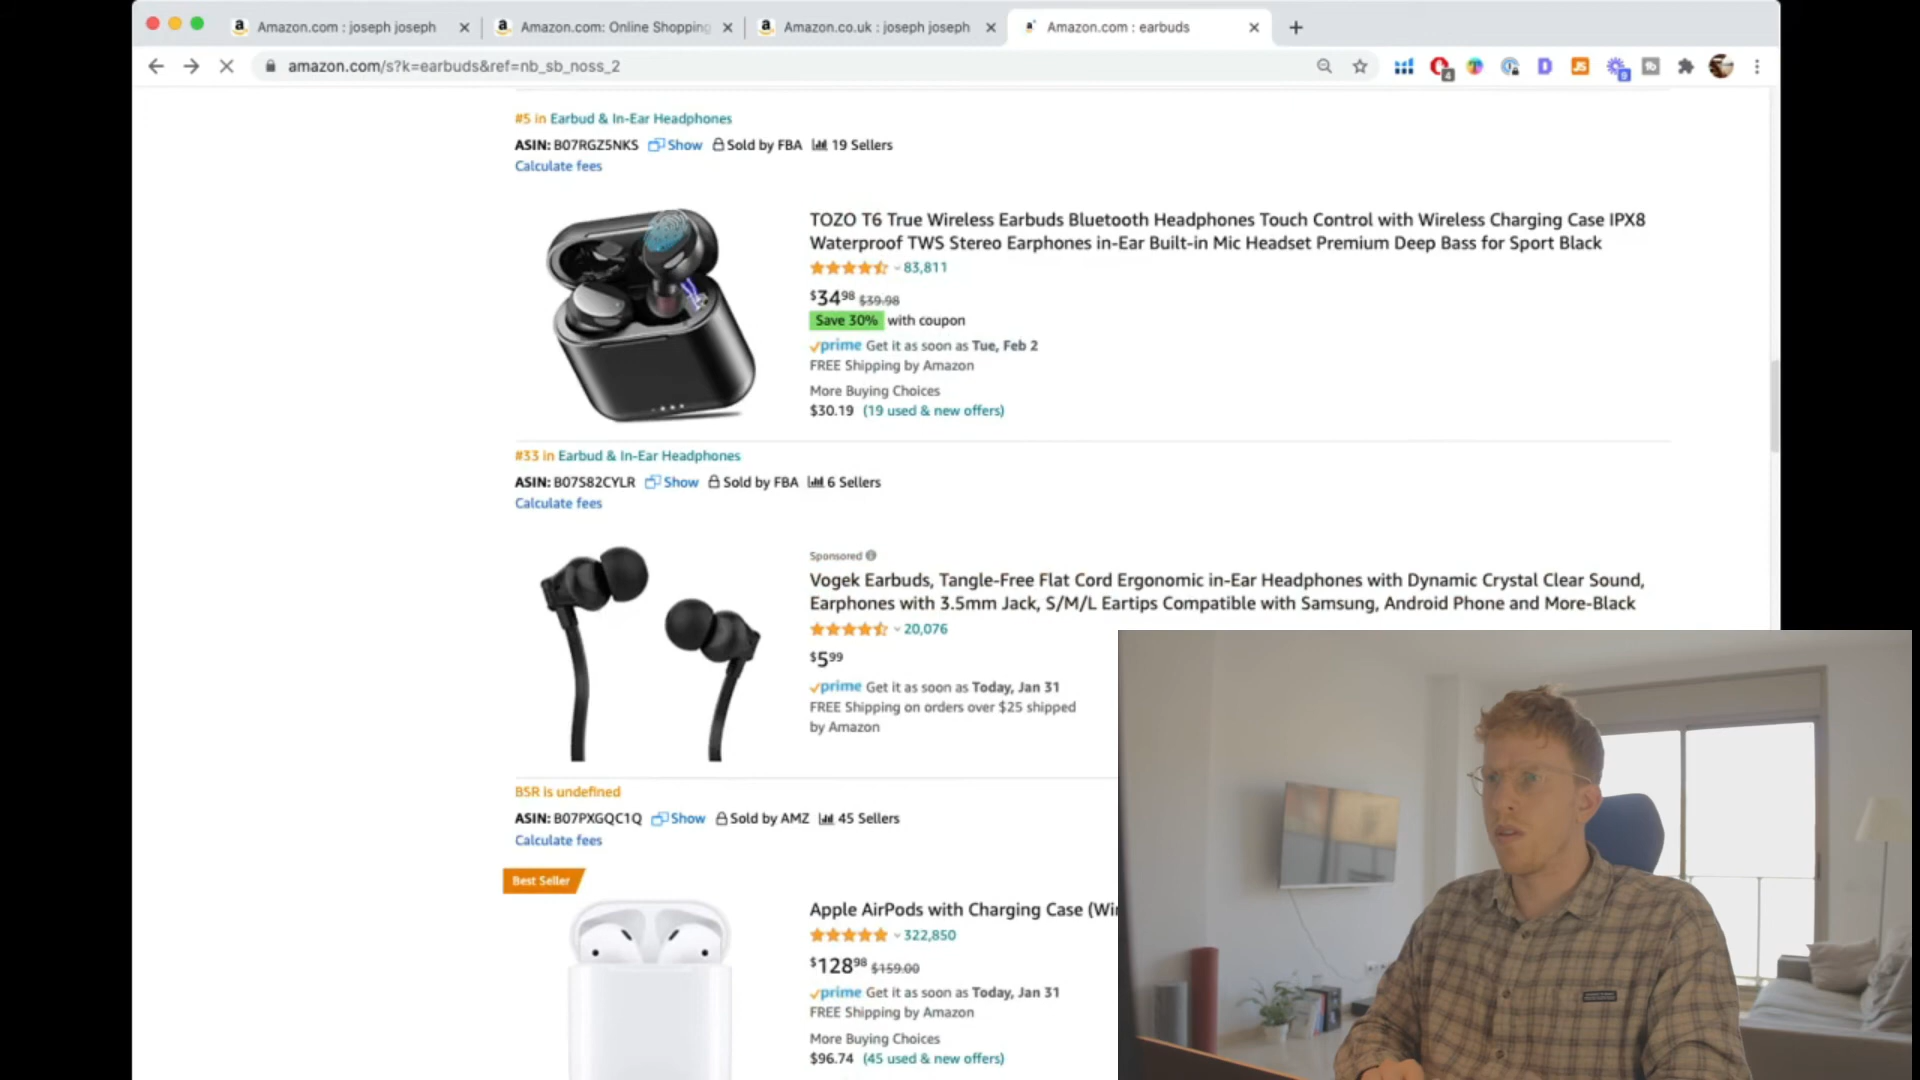 Amazon.com : joseph joseph
Amazon.com: Online Shopping
Amazon.co.uk : joseph joseph
Amazon.com : earbuds
amazon.com/s?k=earbuds&ref=nb_sb_noss_2
#5 in Earbud & In-Ear Headphones
ASIN: B07RGZ5NKS Show Sold by FBA 19 Sellers
Calculate fees
TOZO T6 True Wireless Earbuds Bluetooth Headphones Touch Control with Wireless Charging Case IPX8
Waterproof TWS Stereo Earphones in-Ear Built-in Mic Headset Premium Deep Bass for Sport Black
83,811
$34.98 $39.98
Save 30% with coupon
prime Get it as soon as Tue, Feb 2
FREE Shipping by Amazon
More Buying Choices
$30.19 (19 used & new offers)
#33 in Earbud & In-Ear Headphones
ASIN: B07S82CYLR Show Sold by FBA 6 Sellers
Calculate fees
Sponsored
Vogek Earbuds, Tangle-Free Flat Cord Ergonomic in-Ear Headphones with Dynamic Crystal Clear Sound,
Earphones with 3.5mm Jack, S/M/L Eartips Compatible with Samsung, Android Phone and More-Black
20,076
$5.99
prime Get it as soon as Today, Jan 31
FREE Shipping on orders over $25 shipped
by Amazon
BSR is undefined
ASIN: B07PXGQC1Q Show Sold by AMZ 45 Sellers
Calculate fees
Best Seller
Apple AirPods with Charging Case (Wir
322,850
$128.98 $159.00
prime Get it as soon as Today, Jan 31
FREE Shipping by Amazon
More Buying Choices
$96.74 (45 used & new offers)